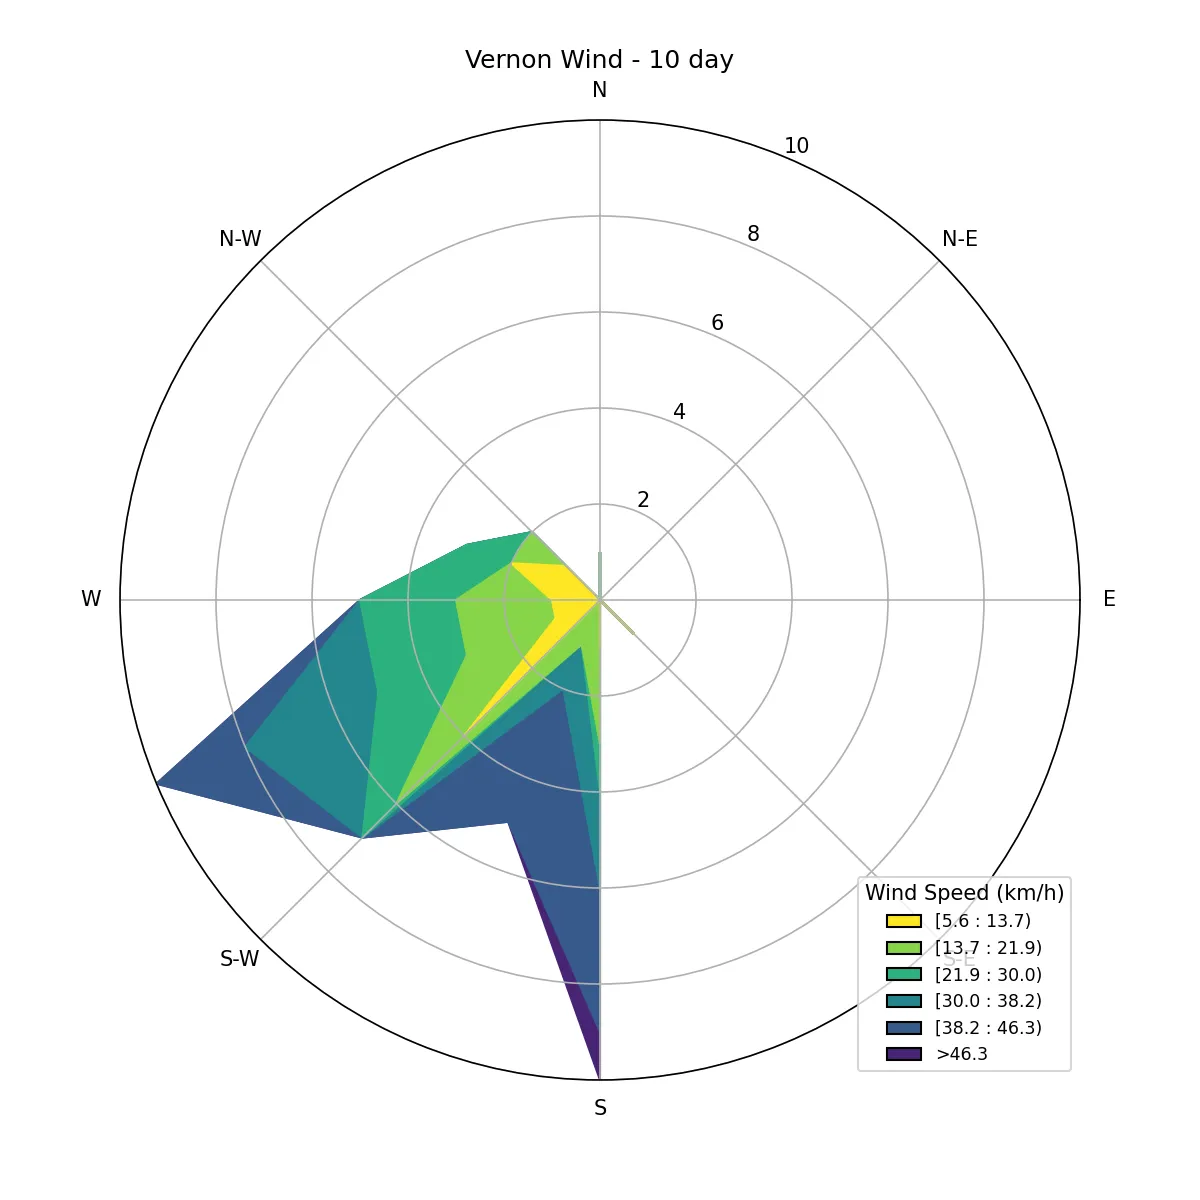 Vernon Wind - 10 day
N
10
N-W
N-E
8
6
4
2
W
E
S-W
S-E
S
Wind Speed (km/h)
[5.6 : 13.7)
[13.7 : 21.9)
[21.9 : 30.0)
[30.0 : 38.2)
[38.2 : 46.3)
>46.3